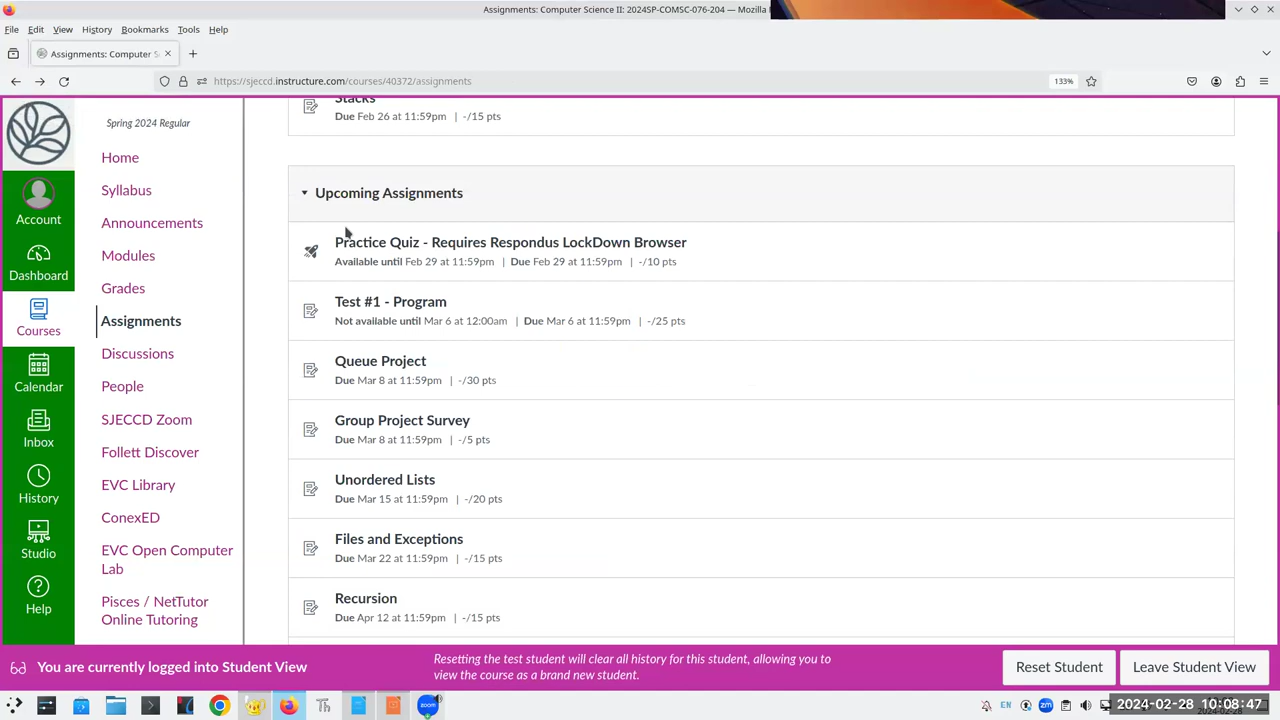 Assignments: Computer Science II: 2024SP-COMSC-076-204 — Mozilla
File Edit View History Bookmarks Tools Help
Assignments: Computer S
https://sjeccd.instructure.com/courses/40372/assignments
133%
Spring 2024 Regular
Home
Syllabus
Announcements
Modules
Grades
Assignments
Discussions
People
SJECCD Zoom
Follett Discover
EVC Library
ConexED
EVC Open Computer
Lab
Pisces / NetTutor
Online Tutoring
Account
Dashboard
Courses
Calendar
Inbox
History
Studio
Help
Stacks
Due Feb 26 at 11:59pm | -/15 pts
Upcoming Assignments
Practice Quiz - Requires Respondus LockDown Browser
Available until Feb 29 at 11:59pm | Due Feb 29 at 11:59pm | -/10 pts
Test #1 - Program
Not available until Mar 6 at 12:00am | Due Mar 6 at 11:59pm | -/25 pts
Queue Project
Due Mar 8 at 11:59pm | -/30 pts
Group Project Survey
Due Mar 8 at 11:59pm | -/5 pts
Unordered Lists
Due Mar 15 at 11:59pm | -/20 pts
Files and Exceptions
Due Mar 22 at 11:59pm | -/15 pts
Recursion
Due Apr 12 at 11:59pm | -/15 pts
You are currently logged into Student View
Resetting the test student will clear all history for this student, allowing you to
view the course as a brand new student.
Reset Student
Leave Student View
Th
zoom
EN
zm
2024-02-28 10:08:47